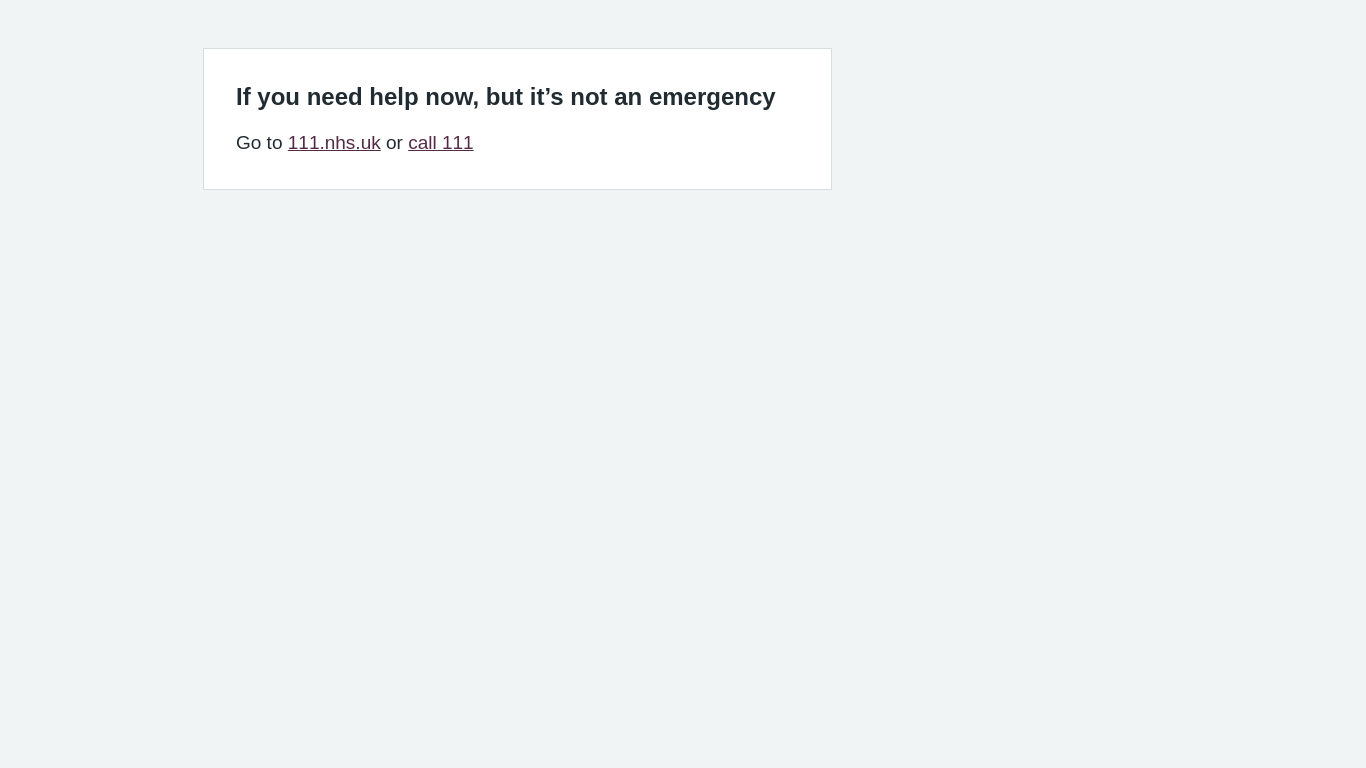 If you need help now, but it’s not an emergency
Go to 111.nhs.uk or call 111